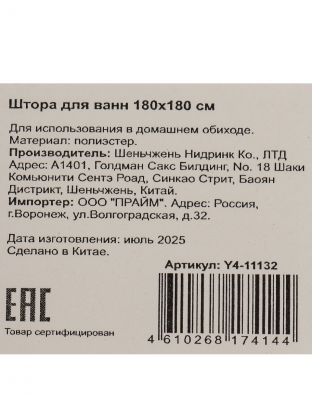 Штора для ванн 180х180 см
Для использования в домашнем обиходе.
Материал: полиэстер.
Производитель: Шеньчжень Нидринк Ко., ЛТД
Адрес: А1401, Голдман Сакс Билдинг, No. 18 Шаки
Комьюнити Сентэ Роад, Синкао Стрит, Баоян
Дистрикт, Шеньчжень, Китай.
Импортер: ООО "ПРАЙМ". Адрес: Россия,
г.Воронеж, ул.Волгоградская, д.32.
Дата изготовления: июль 2025
Сделано в Китае.
Артикул: Y4-11132
EAC
Товар сертифицирован
4 610268 174144